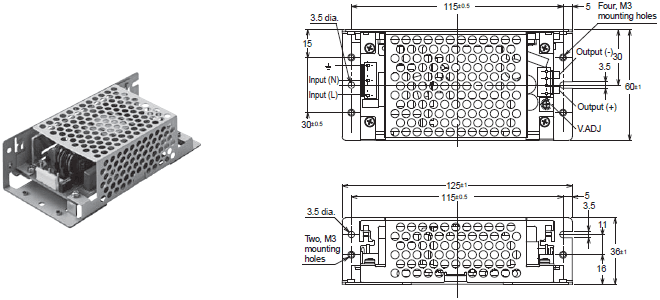 115±0.5
5
Four, M3
mounting holes
3.5 dia.
15
Output (-)
30
3.5
Input (N)
Input (L)
60±1
Output (+)
30±0.5
V.ADJ
125±1
115±0.5
5
3.5
3.5 dia.
11
Two, M3
mounting
holes
36±1
16